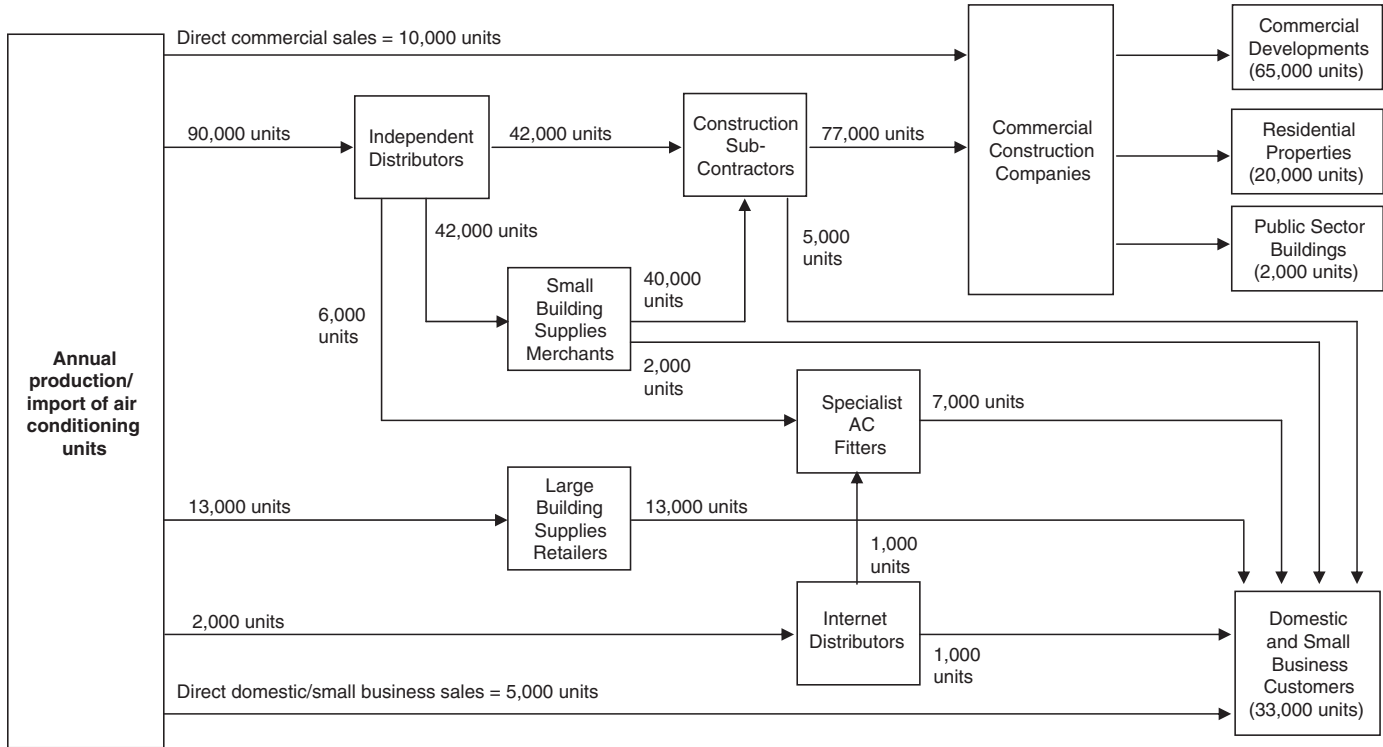 Direct commercial sales = 10,000 units
Commercial
Developments
(65,000 units)
90,000 units
Independent
Distributors
42,000 units
Construction
Sub-
Contractors
77,000 units
Commercial
Construction
Companies
Residential
Properties
(20,000 units)
42,000 units
5,000
units
Public Sector
Buildings
(2,000 units)
6,000
units
Small
Building
Supplies
Merchants
40,000
units
2,000
units
Annual
production/
import of air
conditioning
units
Specialist
AC
Fitters
7,000 units
13,000 units
Large
Building
Supplies
Retailers
13,000 units
1,000
units
2,000 units
Internet
Distributors
1,000
units
Domestic
and Small
Business
Customers
(33,000 units)
Direct domestic/small business sales = 5,000 units